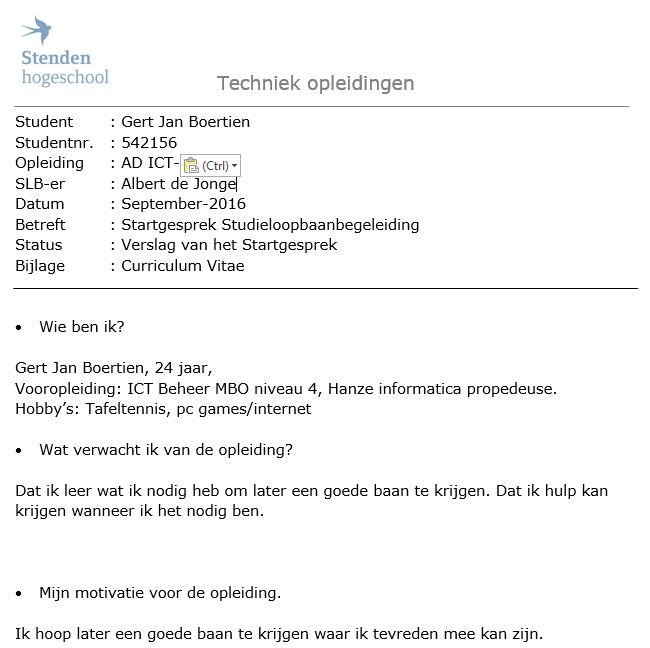 Stenden
hogeschool
Techniek opleidingen
Student : Gert Jan Boertien
Studentnr. : 542156
Opleiding : AD ICT- (Ctrl)
SLB-er : Albert de Jonge
Datum : September-2016
Betreft : Startgesprek Studieloopbaanbegeleiding
Status : Verslag van het Startgesprek
Bijlage : Curriculum Vitae
• Wie ben ik?
Gert Jan Boertien, 24 jaar,
Vooropleiding: ICT Beheer MBO niveau 4, Hanze informatica propedeuse.
Hobby’s: Tafeltennis, pc games/internet
• Wat verwacht ik van de opleiding?
Dat ik leer wat ik nodig heb om later een goede baan te krijgen. Dat ik hulp kan
krijgen wanneer ik het nodig ben.
• Mijn motivatie voor de opleiding.
Ik hoop later een goede baan te krijgen waar ik tevreden mee kan zijn.